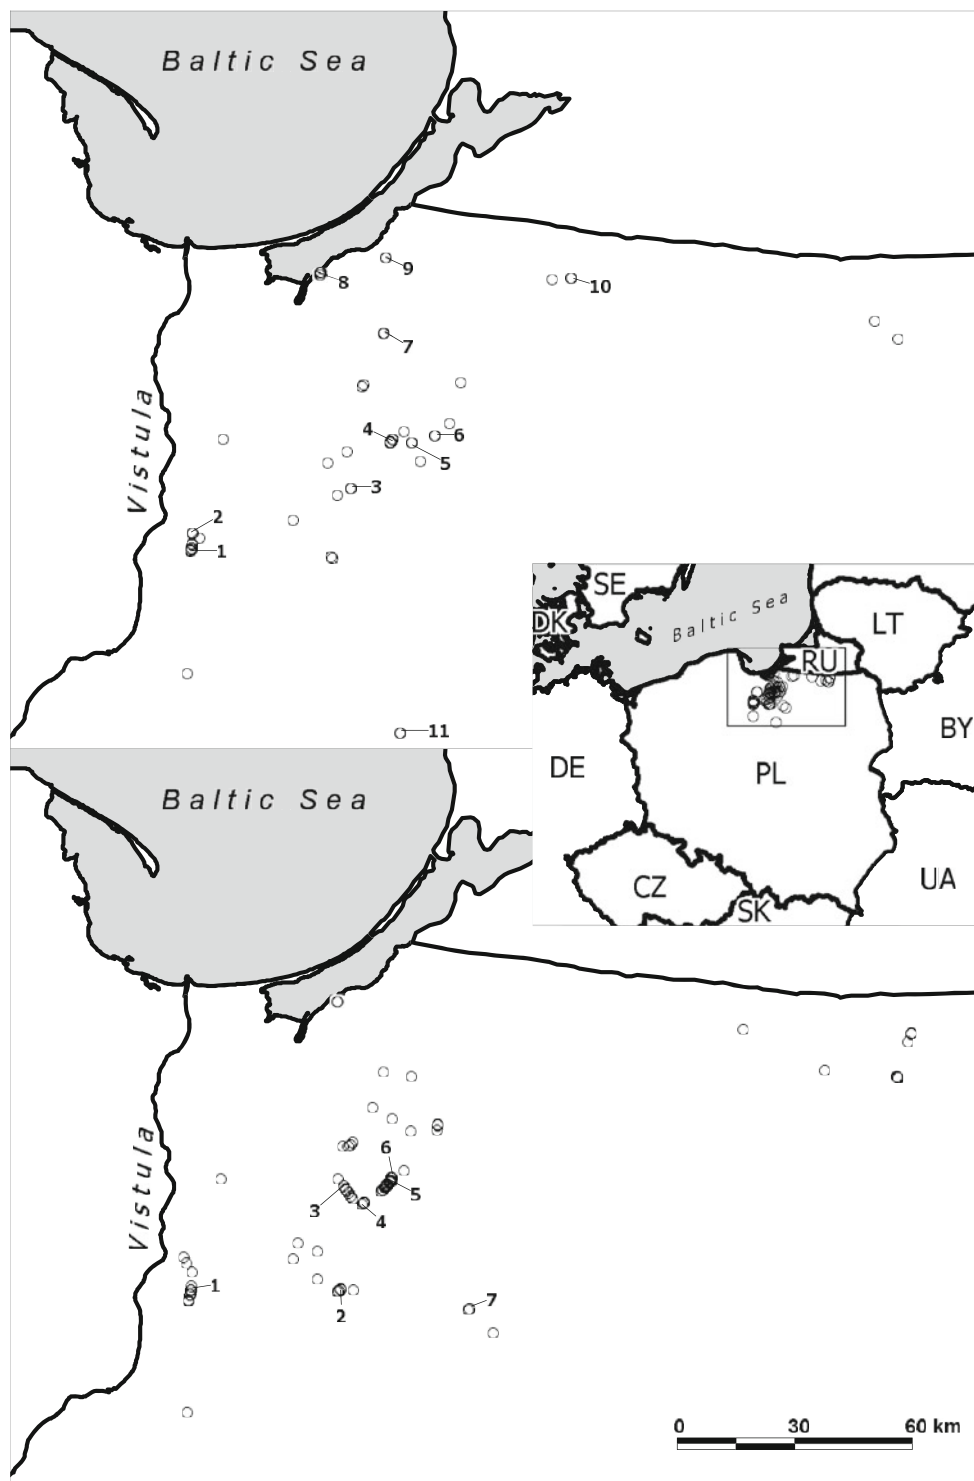 Baltic Sea
9
8
10
7
Vistula
4
6
5
3
2
1
11
SE
DK
Baltic Sea
LT
RU
BY
DE
PL
UA
CZ
SK
Baltic Sea
Vistula
6
5
3
4
1
7
2
0 30 60 km